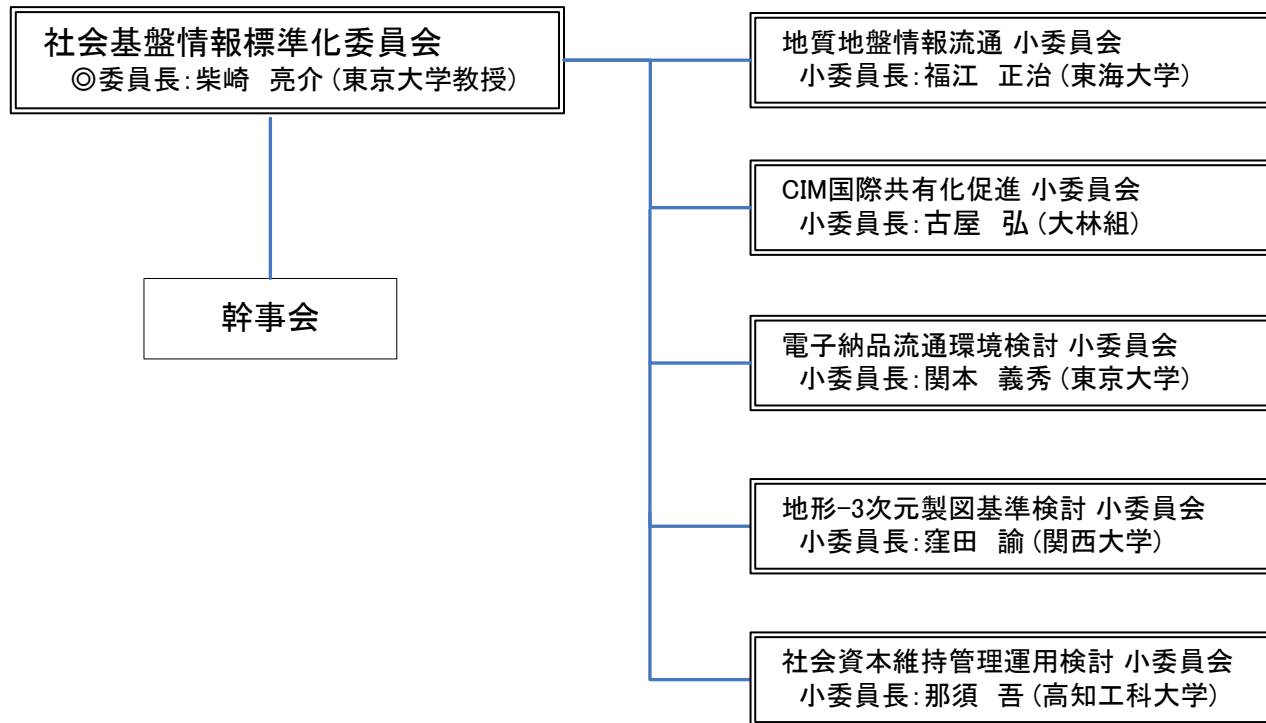 社会基盤情報標準化委員会
◎委員長：柴崎　亮介（東京大学教授）
幹事会
地質地盤情報流通 小委員会
小委員長：福江　正治（東海大学）
CIM国際共有化促進 小委員会
小委員長：古屋　弘（大林組）
電子納品流通環境検討 小委員会
小委員長：関本　義秀（東京大学）
地形-3次元製図基準検討 小委員会
小委員長：窪田　諭（関西大学）
社会資本維持管理運用検討 小委員会
小委員長：那須　吾（高知工科大学）